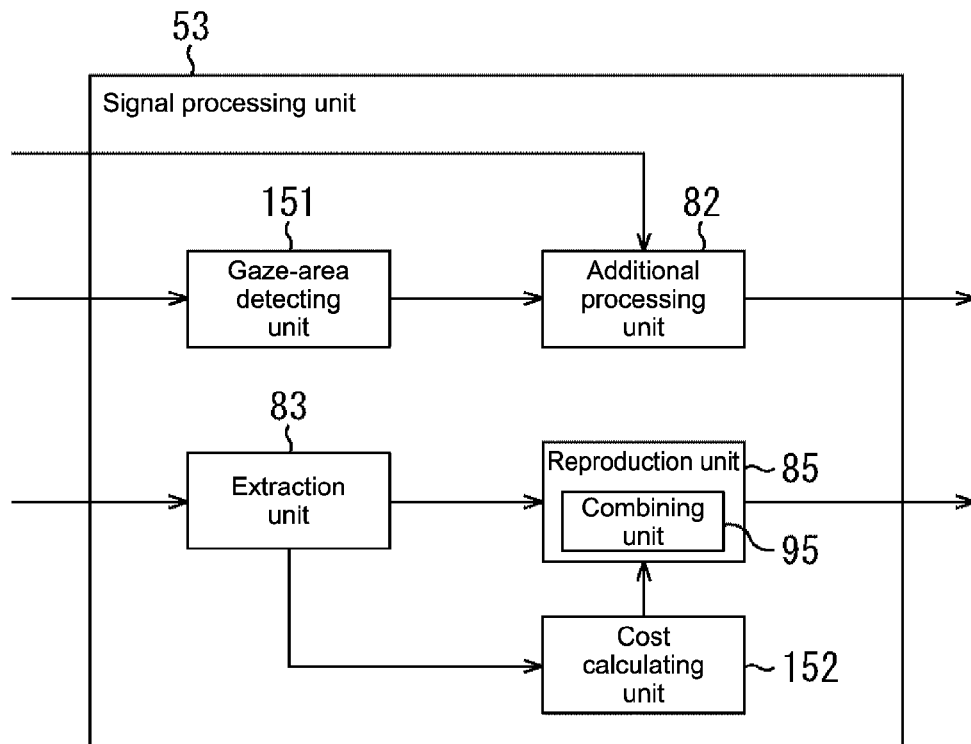 53
Signal processing unit
151
82
Gaze-area
detecting
unit
Additional
processing
unit
83
Extraction
unit
Reproduction unit
85
Combining
unit
95
Cost
calculating
unit
152